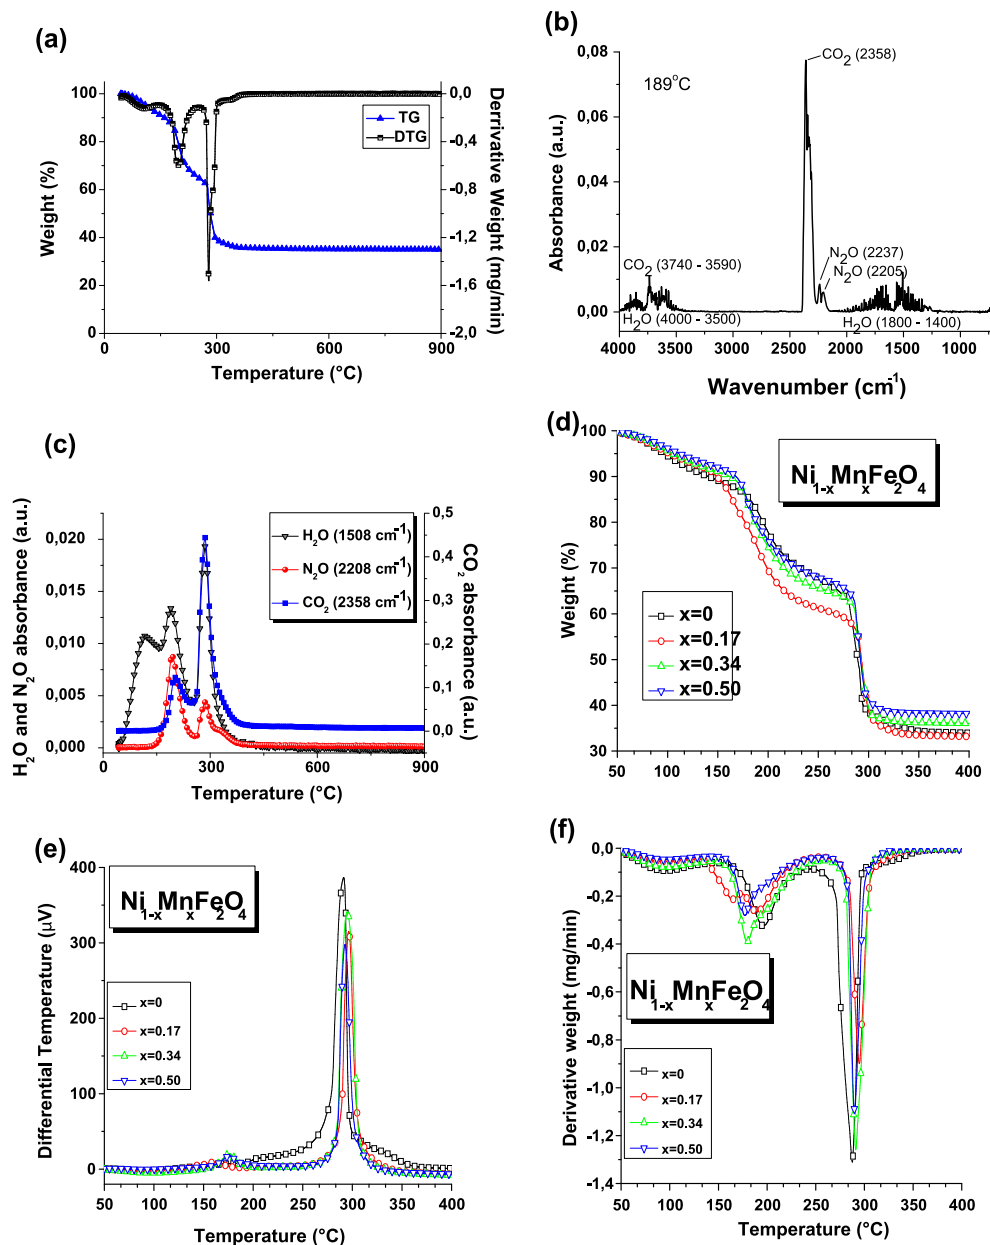 (a)
100
80
60
40
20
0
Weight (%)
0,0
-0,4
-0,8
-1,2
-1,6
-2,0
Derrivative Weight (mg/min)
TG
DTG
0 300 600 900
Temperature (°C)
(b)
0,08
0,06
0,04
0,02
0,00
Absorbance (a.u.)
189°C
CO2 (2358)
N2O (2237)
N2O (2205)
CO2 (3740 - 3590)
H2O (4000 - 3500)
H2O (1800 - 1400)
4000 3500 3000 2500 2000 1500 1000
Wavenumber (cm-1)
(c)
0,020
0,015
0,010
0,005
0,000
H2O and N2O absorbance (a.u.)
0,5
0,4
0,3
0,2
0,1
0,0
CO2 absorbance (a.u.)
H2O (1508 cm-1)
N2O (2208 cm-1)
CO2 (2358 cm-1)
0 300 600 900
Temperature (°C)
(d)
100
90
80
70
60
50
40
30
Weight (%)
Ni1-xMnxFe2O4
x=0
x=0.17
x=0.34
x=0.50
50 100 150 200 250 300 350 400
(e)
400
300
200
100
0
Differential Temperature (µV)
Ni1-xMnxFe2O4
x=0
x=0.17
x=0.34
x=0.50
50 100 150 200 250 300 350 400
Temperature (°C)
(f)
0,0
-0,2
-0,4
-0,6
-0,8
-1,0
-1,2
-1,4
Derivative weight (mg/min)
Ni1-xMnxFe2O4
x=0
x=0.17
x=0.34
x=0.50
50 100 150 200 250 300 350 400
Temperature (°C)